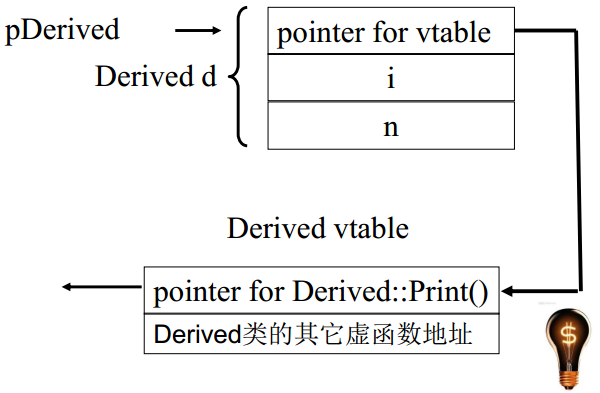 pDerived
pointer for vtable
Derived d
i
n
Derived vtable
pointer for Derived::Print()
Derived类的其它虚函数地址
$